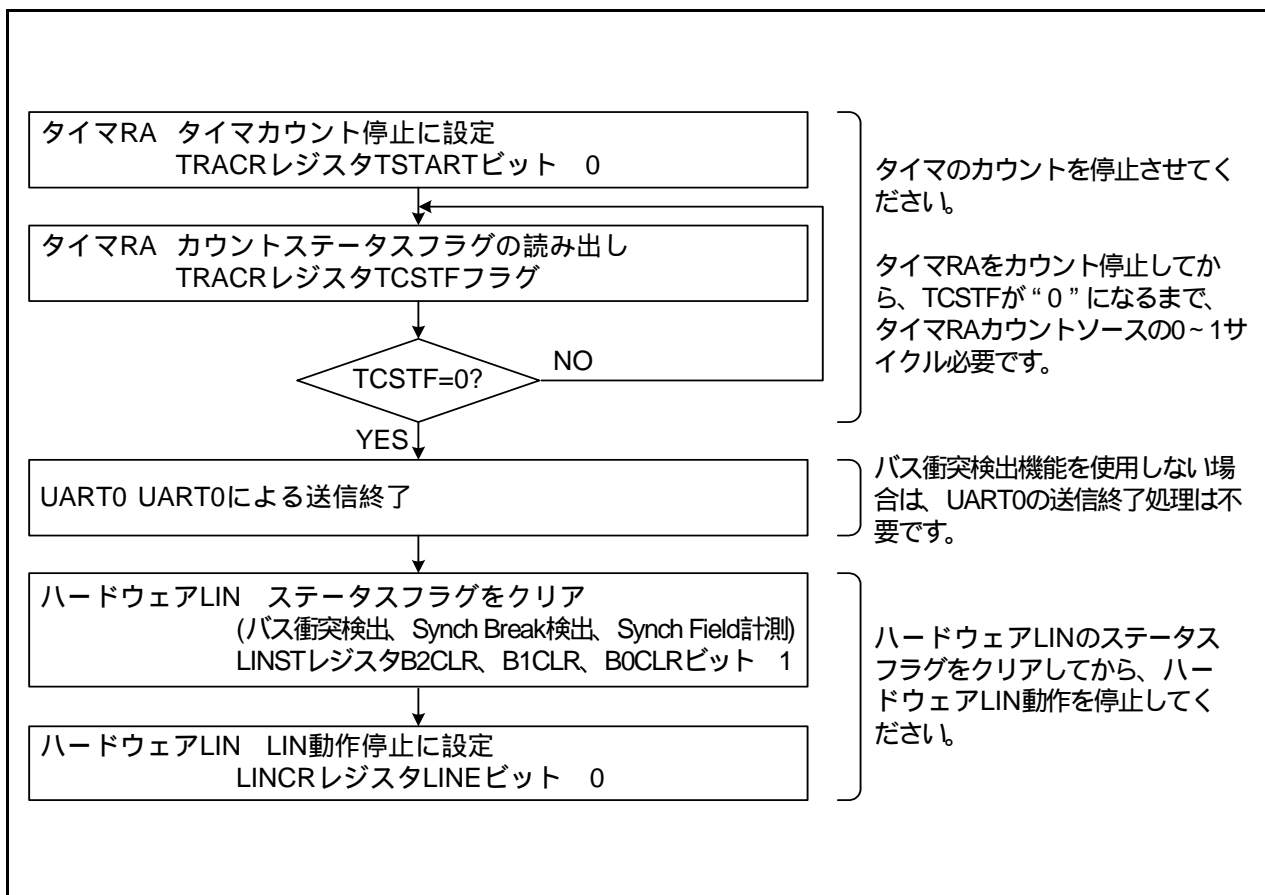 タイマRA タイマカウント停止に設定
TRACRレジスタTSTARTビット 0
タイマRA カウントステータスフラグの読み出し
TRACRレジスタTCSTFフラグ
TCSTF=0?
NO
YES
UART0 UART0による送信終了
ハードウェアLIN ステータスフラグをクリア
(バス衝突検出、Synch Break検出、Synch Field計測)
LINSTレジスタB2CLR、B1CLR、B0CLRビット 1
ハードウェアLIN LIN動作停止に設定
LINCRレジスタLINEビット 0
タイマのカウントを停止させてく
ださい。
タイマRAをカウント停止してか
ら、TCSTFが“0”になるまで、
タイマRAカウントソースの0~1サ
イクル必要です。
バス衝突検出機能を使用しない場
合は、UART0の送信終了処理は不
要です。
ハードウェアLINのステータス
フラグをクリアしてから、ハー
ドウェアLIN動作を停止してく
ださい。